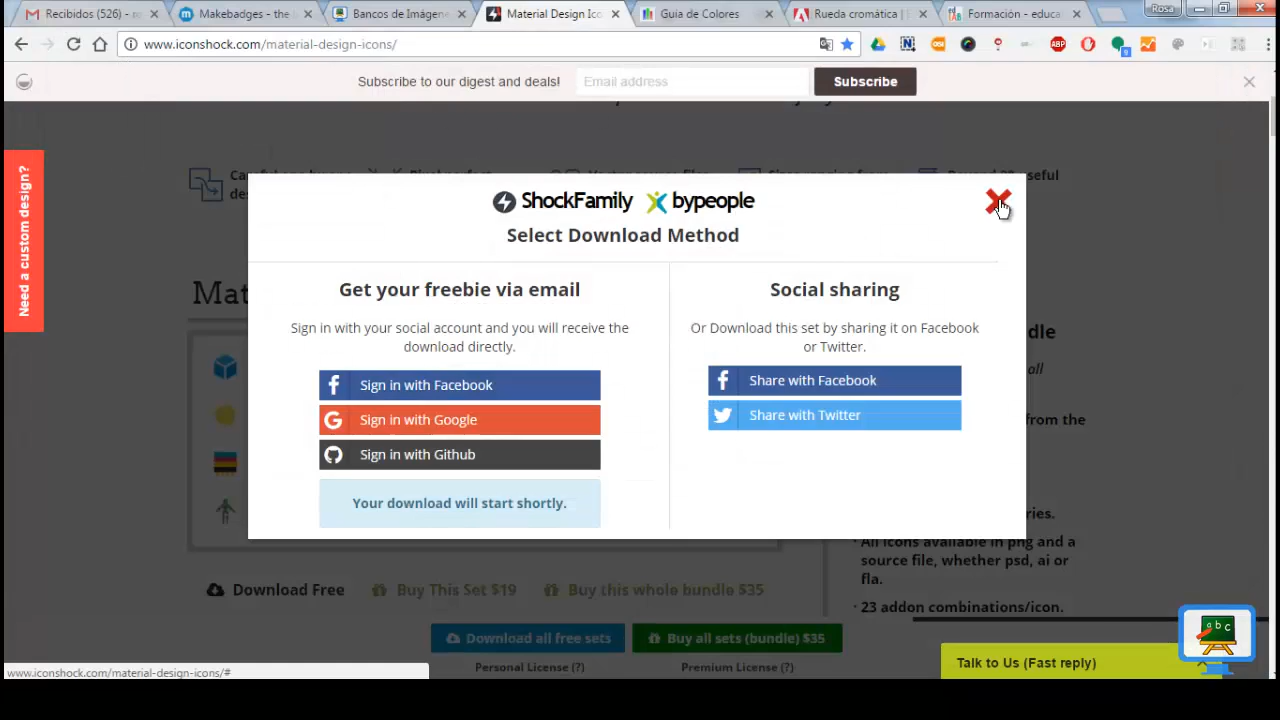 Recibidos (526) - m
Makebadges - the l
Bancos de Imágene
Material Design Ico
Guia de Colores
Rueda cromática | E
Formación - educa
Rosa
www.iconshock.com/material-design-icons/
Subscribe to our digest and deals!
Email address
Subscribe
Need a custom design?
ShockFamily
bypeople
Select Download Method
Get your freebie via email
Sign in with your social account and you will receive the
download directly.
Sign in with Facebook
Sign in with Google
Sign in with Github
Your download will start shortly.
Social sharing
Or Download this set by sharing it on Facebook
or Twitter.
Share with Facebook
Share with Twitter
Mat
all
from the
· All icons available in png and a
source file, whether psd, ai or
fla.
· 23 addon combinations/icon.
Download Free
Buy This Set $19
Buy this whole bundle $35
Download all free sets
Buy all sets (bundle) $35
Personal License (?)
Premium License (?)
Talk to Us (Fast reply)
abc
www.iconshock.com/material-design-icons/#